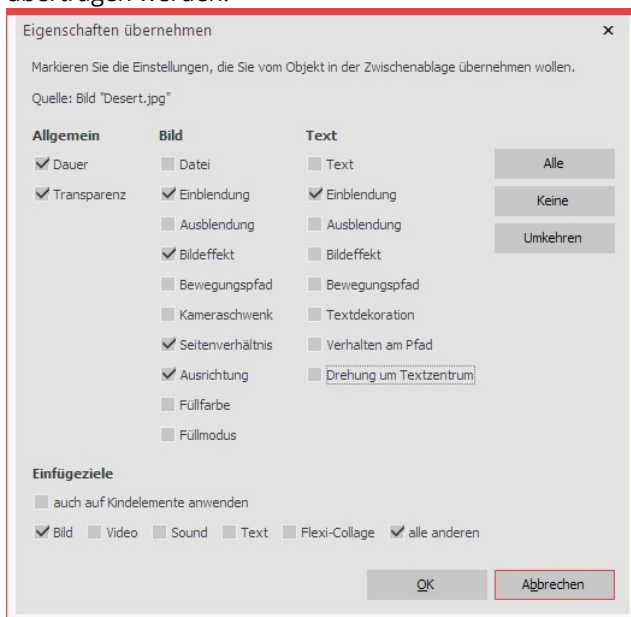 übertragen werden.
Eigenschaften übernehmen
Markieren Sie die Einstellungen, die Sie vom Objekt in der Zwischenablage übernehmen wollen.
Quelle: Bild "Desert.jpg"
Allgemein Bild Text
Dauer Datei Text Alle
Transparenz Einblendung Einblendung Keine
Ausblendung Ausblendung Umkehren
Bildeffekt Bildeffekt
Bewegungspfad Bewegungspfad
Kameraschwenk Textdekoration
Seitenverhältnis Verhalten am Pfad
Ausrichtung Drehung um Textzentrum
Füllfarbe
Füllmodus
Einfügeziele
auch auf Kindelemente anwenden
Bild Video Sound Text Flexi-Collage alle anderen
OK Abbrechen